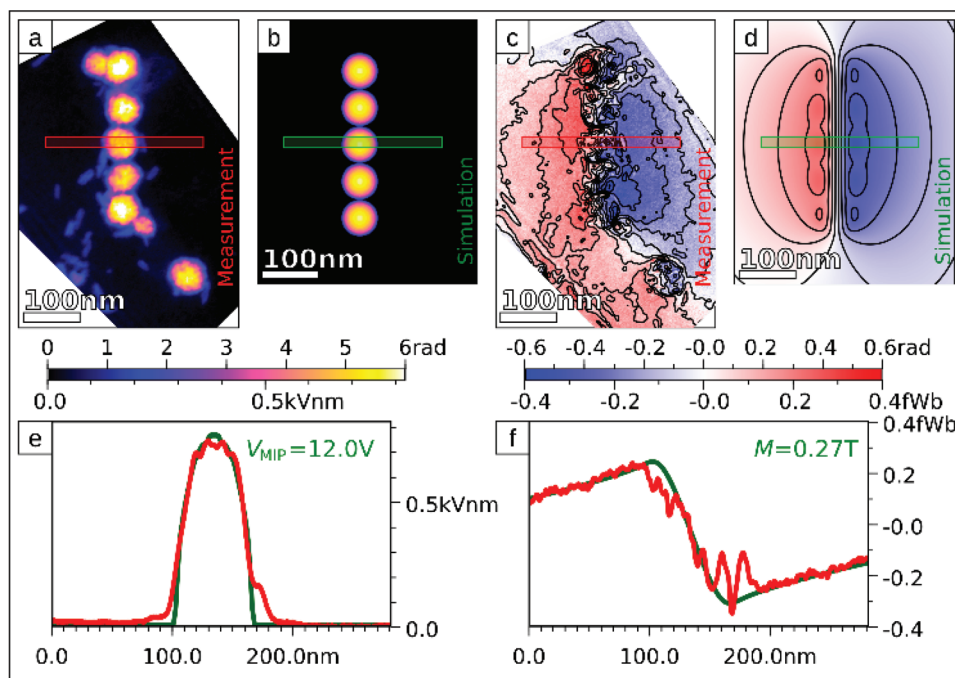 a
Measurement
100nm
b
Simulation
100nm
c
Measurement
100nm
d
Simulation
100nm
0 1 2 3 4 5 6rad
0.0 0.5kVnm
-0.6 -0.4 -0.2 -0.0 0.2 0.4 0.6rad
-0.4 -0.2 -0.0 0.2 0.4fWb
e
V_MIP=12.0V
0.5kVnm
0.0
0.0 100.0 200.0nm
f
M=0.27T
0.4fWb
0.2
-0.0
-0.2
-0.4
0.0 100.0 200.0nm